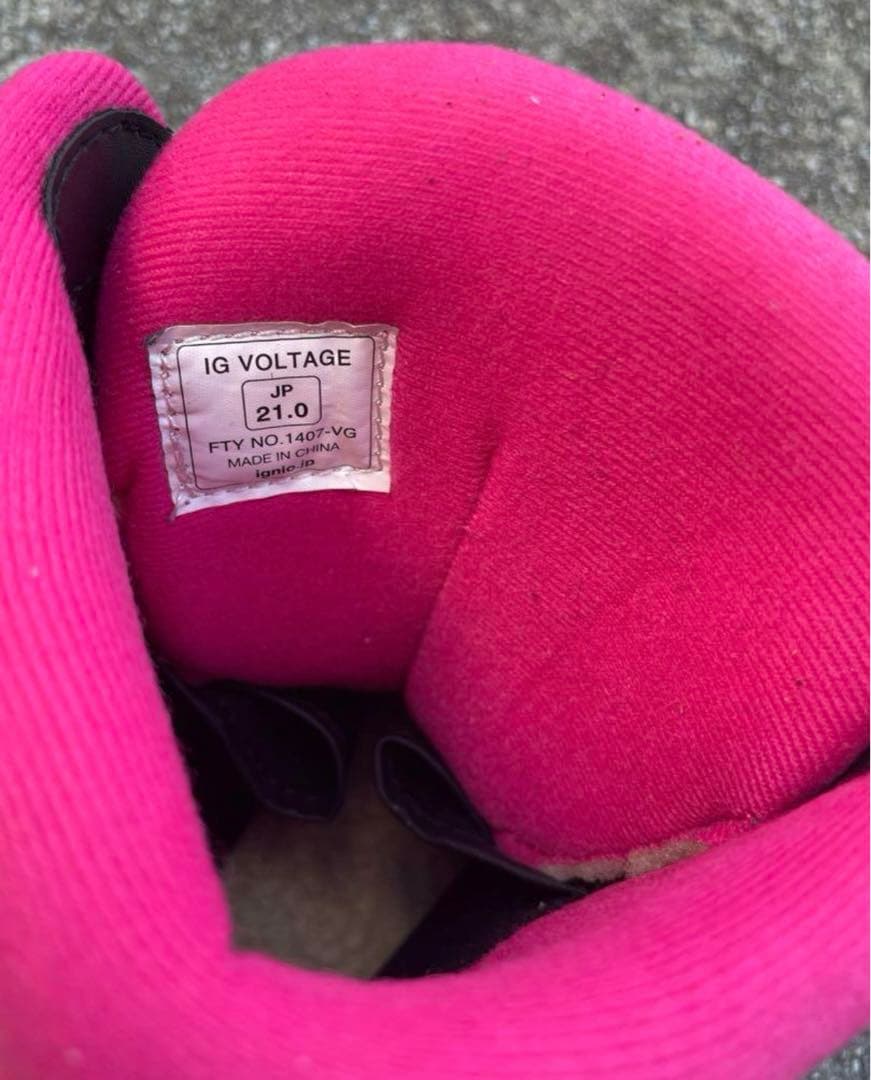 IG VOLTAGE
JP
21.0
FTY NO.1407-VG
MADE IN CHINA
ignio.jp